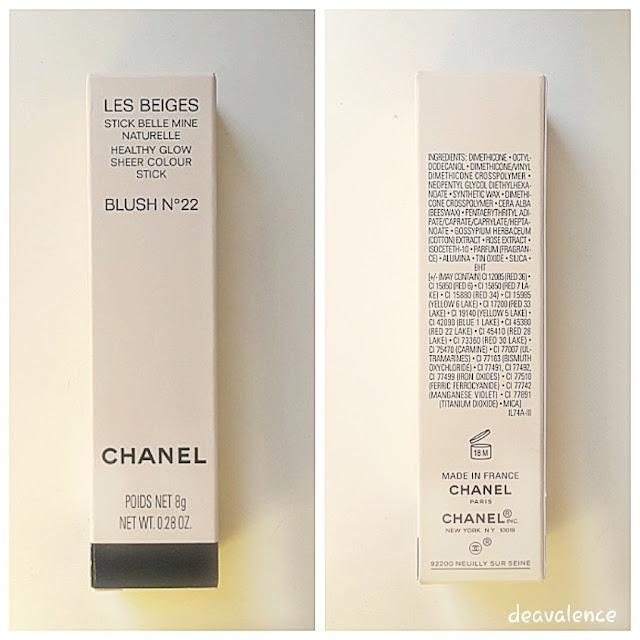 LES BEIGES
STICK BELLE MINE
NATURELLE
HEALTHY GLOW
SHEER COLOUR
STICK
BLUSH N°22
CHANEL
POIDS NET 8g
NET WT. 0.28 OZ.
INGREDIENTS: DIMETHICONE • OCTYL-
DODECANOL • DIMETHICONE/VINYL
DIMETHICONE CROSSPOLYMER •
NEOPENTYL GLYCOL DIETHYLHEXA-
NOATE • SYNTHETIC WAX • DIMETHI-
CONE CROSSPOLYMER • CERA ALBA
(BEESWAX) • PENTAERYTHRITYL ADI-
PATE/CAPRATE/CAPRYLATE/HEPTA-
NOATE • GOSSYPIUM HERBACEUM
(COTTON) EXTRACT • ROSE EXTRACT •
ISOCETETH-10 • PARFUM (FRAGRAN-
CE) • ALUMINA • TIN OXIDE • SILICA •
BHT
[+/- (MAY CONTAIN) CI 12085 (RED 36) •
CI 15850 (RED 6) • CI 15850 (RED 7 LA-
KE) • CI 15880 (RED 34) • CI 15985
(YELLOW 6 LAKE) • CI 17200 (RED 33
LAKE) • CI 19140 (YELLOW 5 LAKE) •
CI 42090 (BLUE 1 LAKE) • CI 45380
(RED 22 LAKE) • CI 45410 (RED 28
LAKE) • CI 73360 (RED 30 LAKE) •
CI 75470 (CARMINE) • CI 77007 (UL-
TRAMARINES) • CI 77163 (BISMUTH
OXYCHLORIDE) • CI 77491, CI 77492,
CI 77499 (IRON OXIDES) • CI 77510
(FERRIC FERROCYANIDE) • CI 77742
(MANGANESE VIOLET) • CI 77891
(TITANIUM DIOXIDE) • MICA]
IL74A-III
18 M
MADE IN FRANCE
CHANEL
PARIS
CHANEL® INC.
NEW YORK, N.Y. 10019
®
92200 NEUILLY SUR SEINE
deavalence